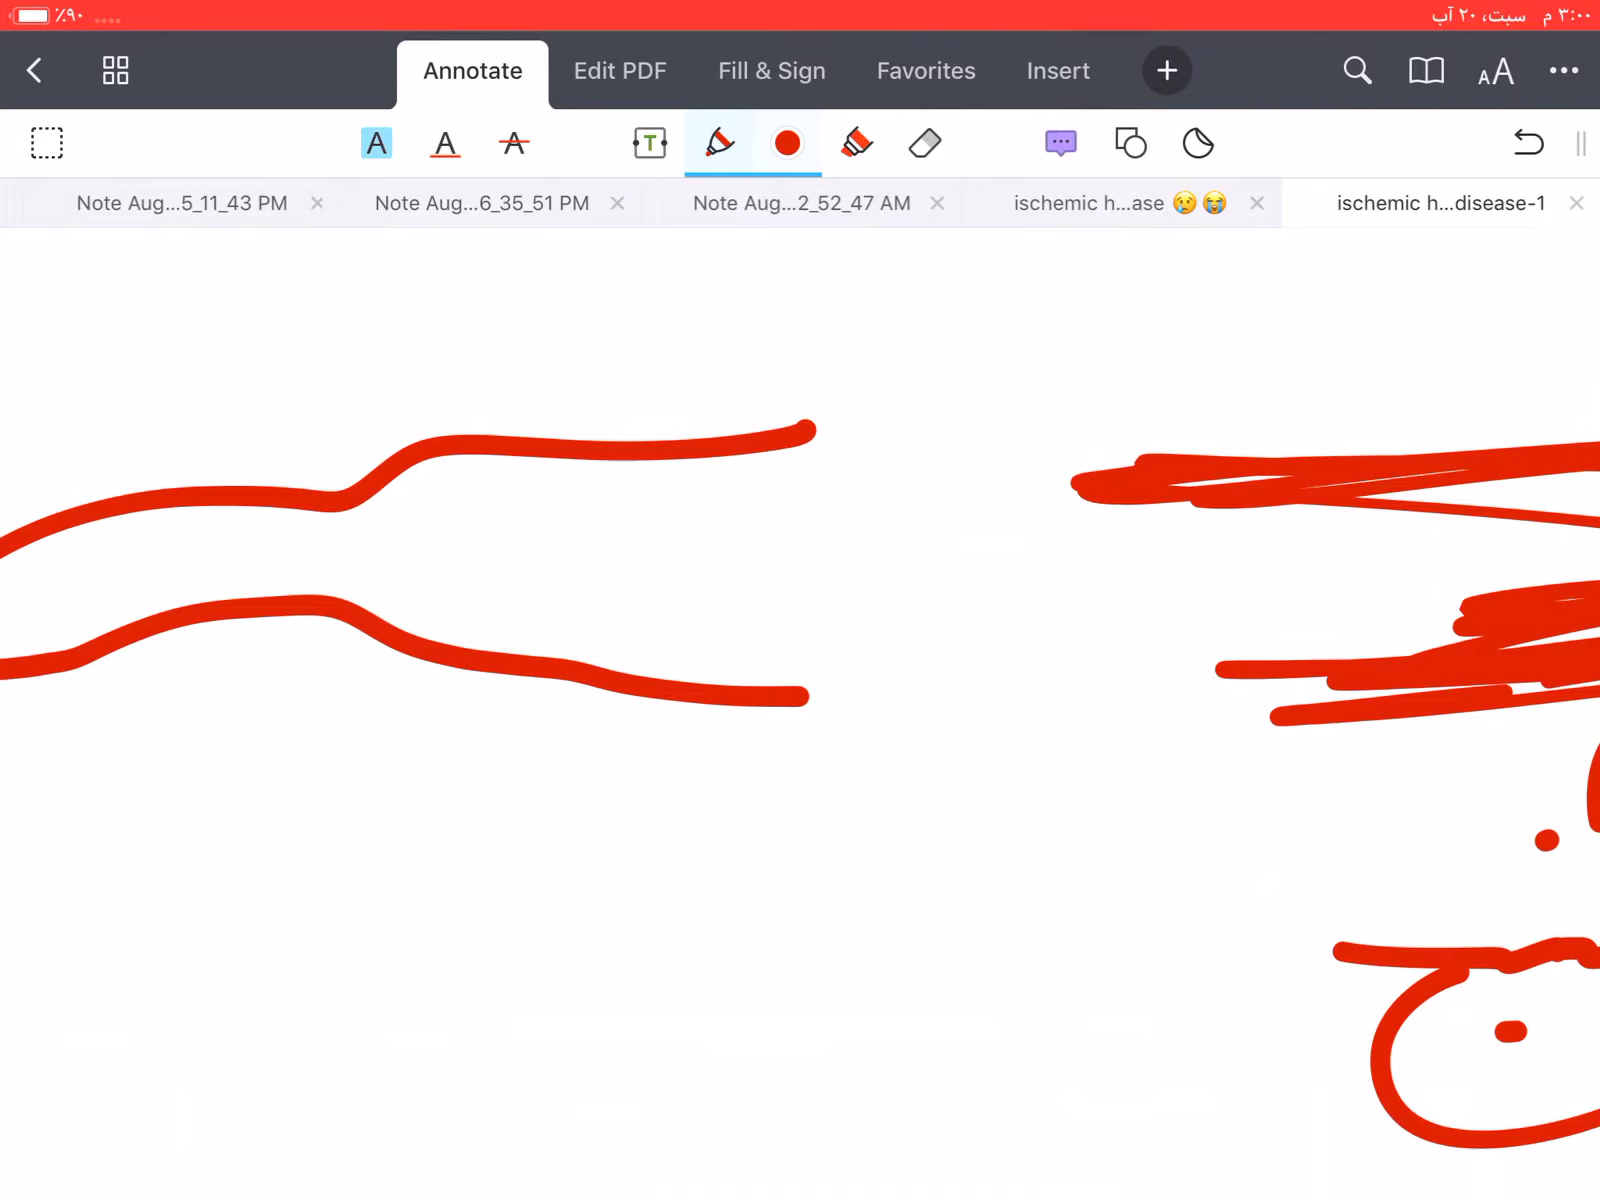 ٪٩٠ سبت، ٢٠ آب ٣:٠٠ م
Annotate Edit PDF Fill & Sign Favorites Insert
Note Aug...5_11_43 PM Note Aug...6_35_51 PM Note Aug...2_52_47 AM ischemic h...ase 😢😭 ischemic h...disease-1